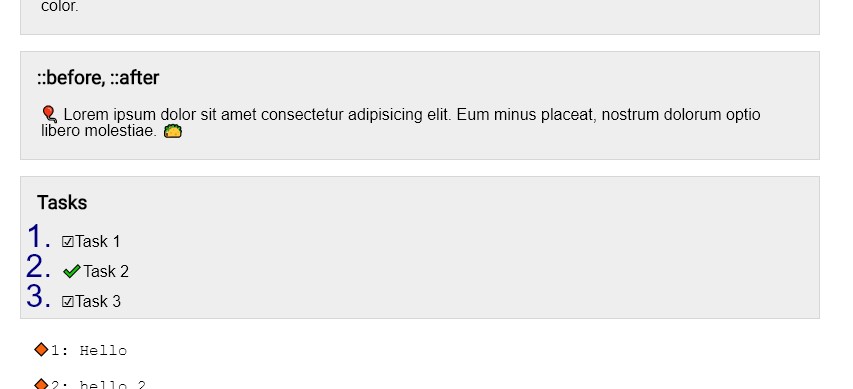 color.
::before, ::after
🎈 Lorem ipsum dolor sit amet consectetur adipisicing elit. Eum minus placeat, nostrum dolorum optio
libero molestiae. 🌮
Tasks
1. ☑Task 1
2. ✔Task 2
3. ☑Task 3
🔶1: Hello
🔶2: hello 2